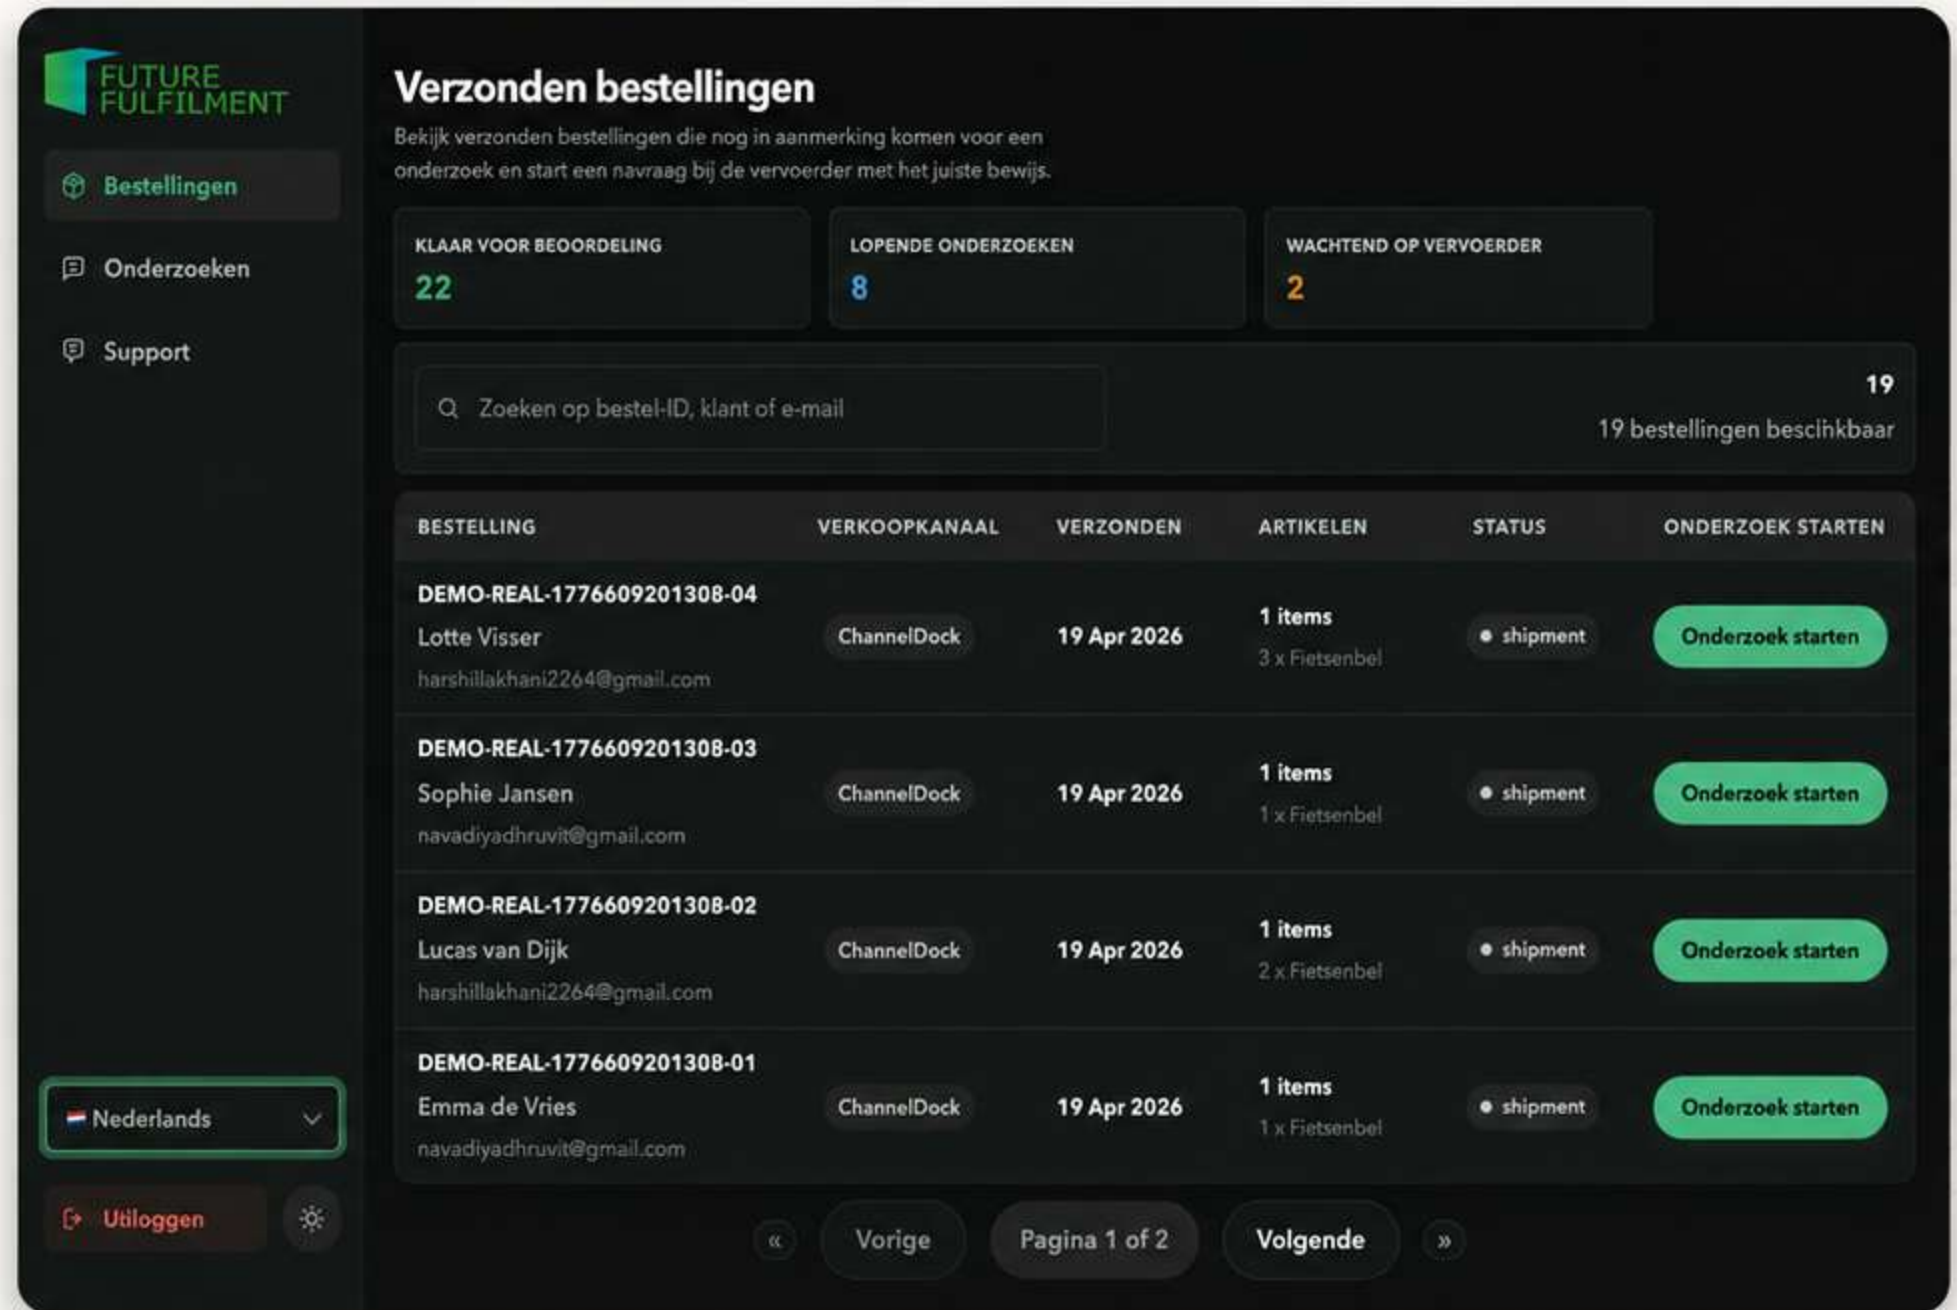 FUTURE
FULFILMENT
Bestellingen
Onderzoeken
Support
Nederlands
Utiloggen
Verzonden bestellingen
Bekijk verzonden bestellingen die nog in aanmerking komen voor een
onderzoek en start een navraag bij de vervoerder met het juiste bewijs.
KLAAR VOOR BEOORDELING
22
LOPENDE ONDERZOEKEN
8
WACHTEND OP VERVOERDER
2
Zoeken op bestel-ID, klant of e-mail
19
19 bestellingen bescihkbaar
BESTELLING VERKOOPKANAAL VERZONDEN ARTIKELEN STATUS ONDERZOEK STARTEN
DEMO-REAL-1776609201308-04
Lotte Visser
harshillakhani2264@gmail.com
ChannelDock
19 Apr 2026
1 items
3 x Fietsenbel
shipment
Onderzoek starten
DEMO-REAL-1776609201308-03
Sophie Jansen
navadiyadhruvit@gmail.com
ChannelDock
19 Apr 2026
1 items
1 x Fietsenbel
shipment
Onderzoek starten
DEMO-REAL-1776609201308-02
Lucas van Dijk
harshillakhani2264@gmail.com
ChannelDock
19 Apr 2026
1 items
2 x Fietsenbel
shipment
Onderzoek starten
DEMO-REAL-1776609201308-01
Emma de Vries
navadiyadhruvit@gmail.com
ChannelDock
19 Apr 2026
1 items
1 x Fietsenbel
shipment
Onderzoek starten
« Vorige Pagina 1 of 2 Volgende »